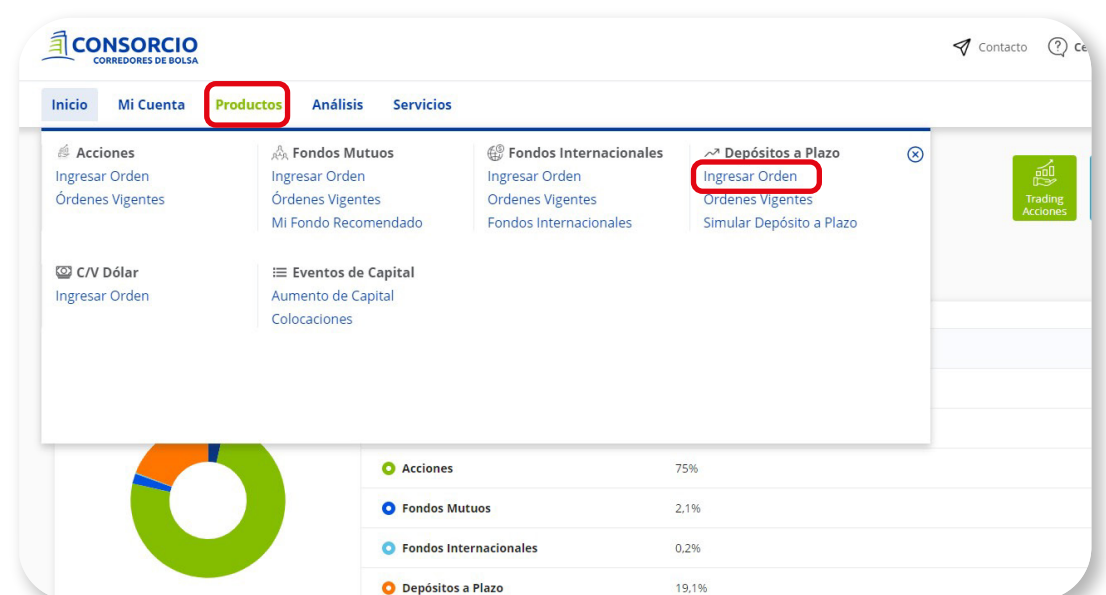 CONSORCIO
CORREDORES DE BOLSA
Contacto
Inicio Mi Cuenta Productos Análisis Servicios
Acciones
Ingresar Orden
Órdenes Vigentes
Fondos Mutuos
Ingresar Orden
Órdenes Vigentes
Mi Fondo Recomendado
Fondos Internacionales
Ingresar Orden
Ordenes Vigentes
Fondos Internacionales
Depósitos a Plazo
Ingresar Orden
Órdenes Vigentes
Simular Depósito a Plazo
Trading
Acciones
C/V Dólar
Ingresar Orden
Eventos de Capital
Aumento de Capital
Colocaciones
Acciones 75%
Fondos Mutuos 2,1%
Fondos Internacionales 0,2%
Depósitos a Plazo 19,1%